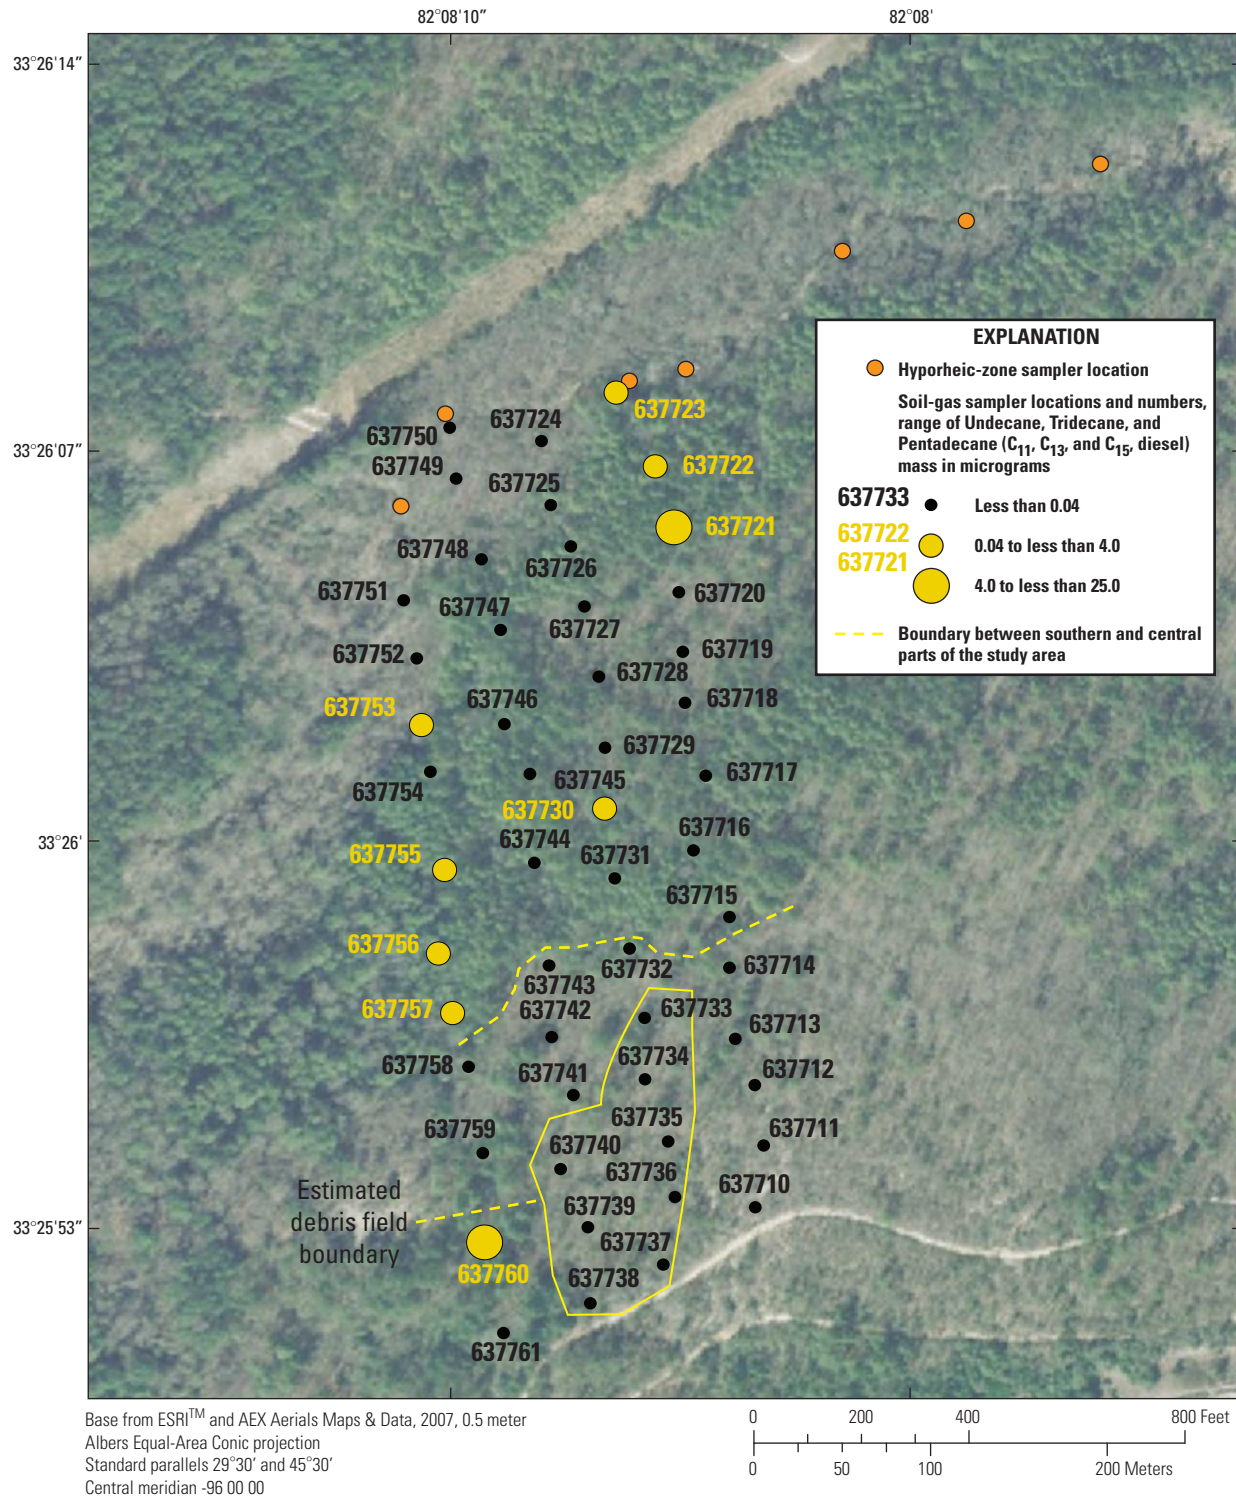 82°08'10"
82°08'
33°26'14"
33°26'07"
33°26'
33°25'53"
EXPLANATION
Hyporheic-zone sampler location
Soil-gas sampler locations and numbers,
range of Undecane, Tridecane, and
Pentadecane (C11, C13, and C15, diesel)
mass in micrograms
637733 Less than 0.04
637722 0.04 to less than 4.0
637721
4.0 to less than 25.0
Boundary between southern and central
parts of the study area
637723
637724
637750
637722
637749
637725
637721
637748
637726
637751
637720
637747
637727
637719
637752
637728
637718
637746
637753
637729
637717
637745
637754
637730
637716
637744
637731
637755
637715
637756
637732
637714
637743
637757
637742
637733
637713
637734
637758
637741
637712
637735
637759
637740
637711
637736
637710
Estimated
debris field
boundary
637739
637737
637760
637738
637761
Base from ESRI™ and AEX Aerials Maps & Data, 2007, 0.5 meter
Albers Equal-Area Conic projection
Standard parallels 29°30' and 45°30'
Central meridian -96 00 00
0 200 400 800 Feet
0 50 100 200 Meters